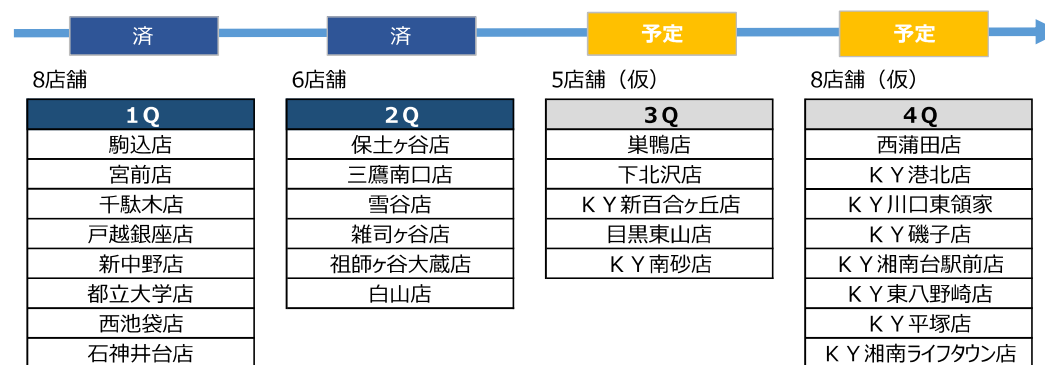 済
済
予定
予定
8店舗
6店舗
5店舗（仮）
8店舗（仮）
１Q
駒込店
宮前店
千駄木店
戸越銀座店
新中野店
都立大学店
西池袋店
石神井台店
２Q
保土ヶ谷店
三鷹南口店
雪谷店
雑司ヶ谷店
祖師ヶ谷大蔵店
白山店
３Q
巣鴨店
下北沢店
ＫＹ新百合ヶ丘店
目黒東山店
ＫＹ南砂店
４Q
西蒲田店
ＫＹ港北店
ＫＹ川口東領家
ＫＹ磯子店
ＫＹ湘南台駅前店
ＫＹ東八野崎店
ＫＹ平塚店
ＫＹ湘南ライフタウン店